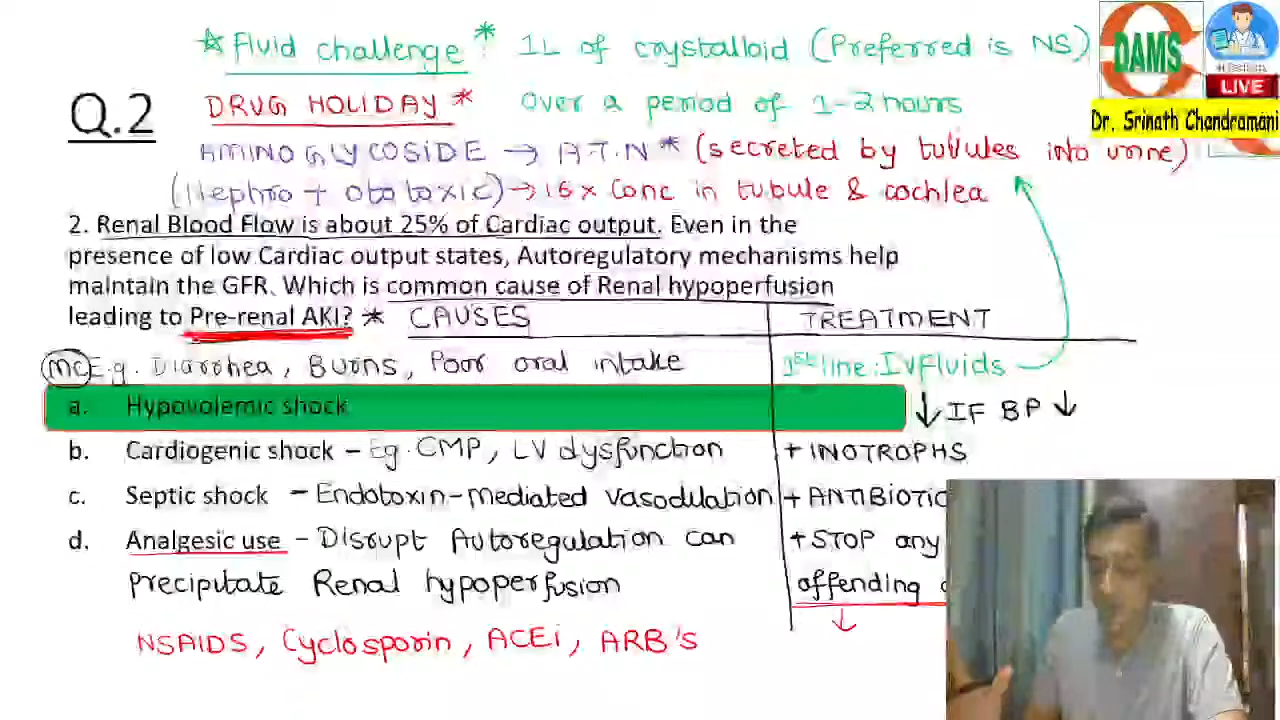 ☆ Fluid challenge * : 1L of crystalloid (Preferred is NS)
DAMS
LIVE
Q.2
DRUG HOLIDAY * over a period of 1-2 hours
Dr. Srinath Chandramani
AMINOGLYCOSIDE → A.T.N * (secreted by tubules into urine)
(Nephro + ototoxic) → 16x Conc in tubule & cochlea
2. Renal Blood Flow is about 25% of Cardiac output. Even in the
presence of low Cardiac output states, Autoregulatory mechanisms help
maintain the GFR. Which is common cause of Renal hypoperfusion
leading to Pre-renal AKI? * CAUSES TREATMENT
MC E.g. Diarrhea, Burns, Poor oral intake 1st line: IV Fluids
a. Hypovolemic shock ↓ IF BP ↓
b. Cardiogenic shock – Eg. CMP, LV dysfunction + INOTROPHS
c. Septic shock – Endotoxin-mediated vasodilation + ANTIBIOTIC
d. Analgesic use – Disrupt Autoregulation can + STOP any
precipitate Renal hypoperfusion offending
NSAIDS, Cyclosporin, ACEi, ARB's ↓